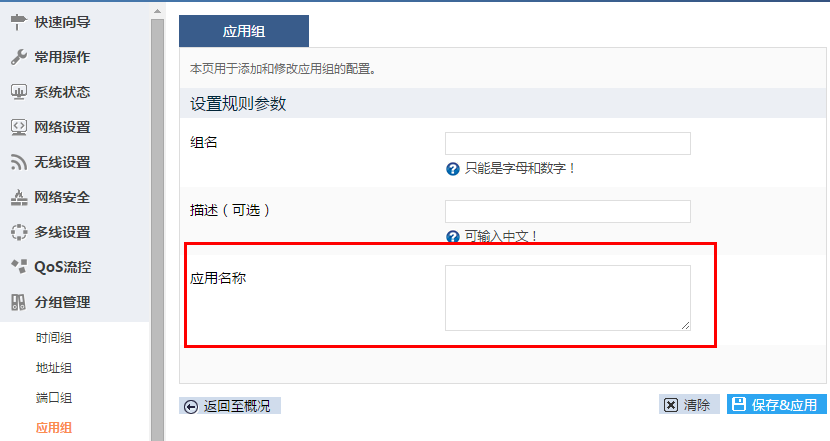 快速向导
常用操作
系统状态
网络设置
无线设置
网络安全
多线设置
QoS流控
分组管理
时间组
地址组
端口组
应用组
应用组
本页用于添加和修改应用组的配置。
设置规则参数
组名
只能是字母和数字！
描述（可选）
可输入中文！
应用名称
返回至概况
清除
保存&应用